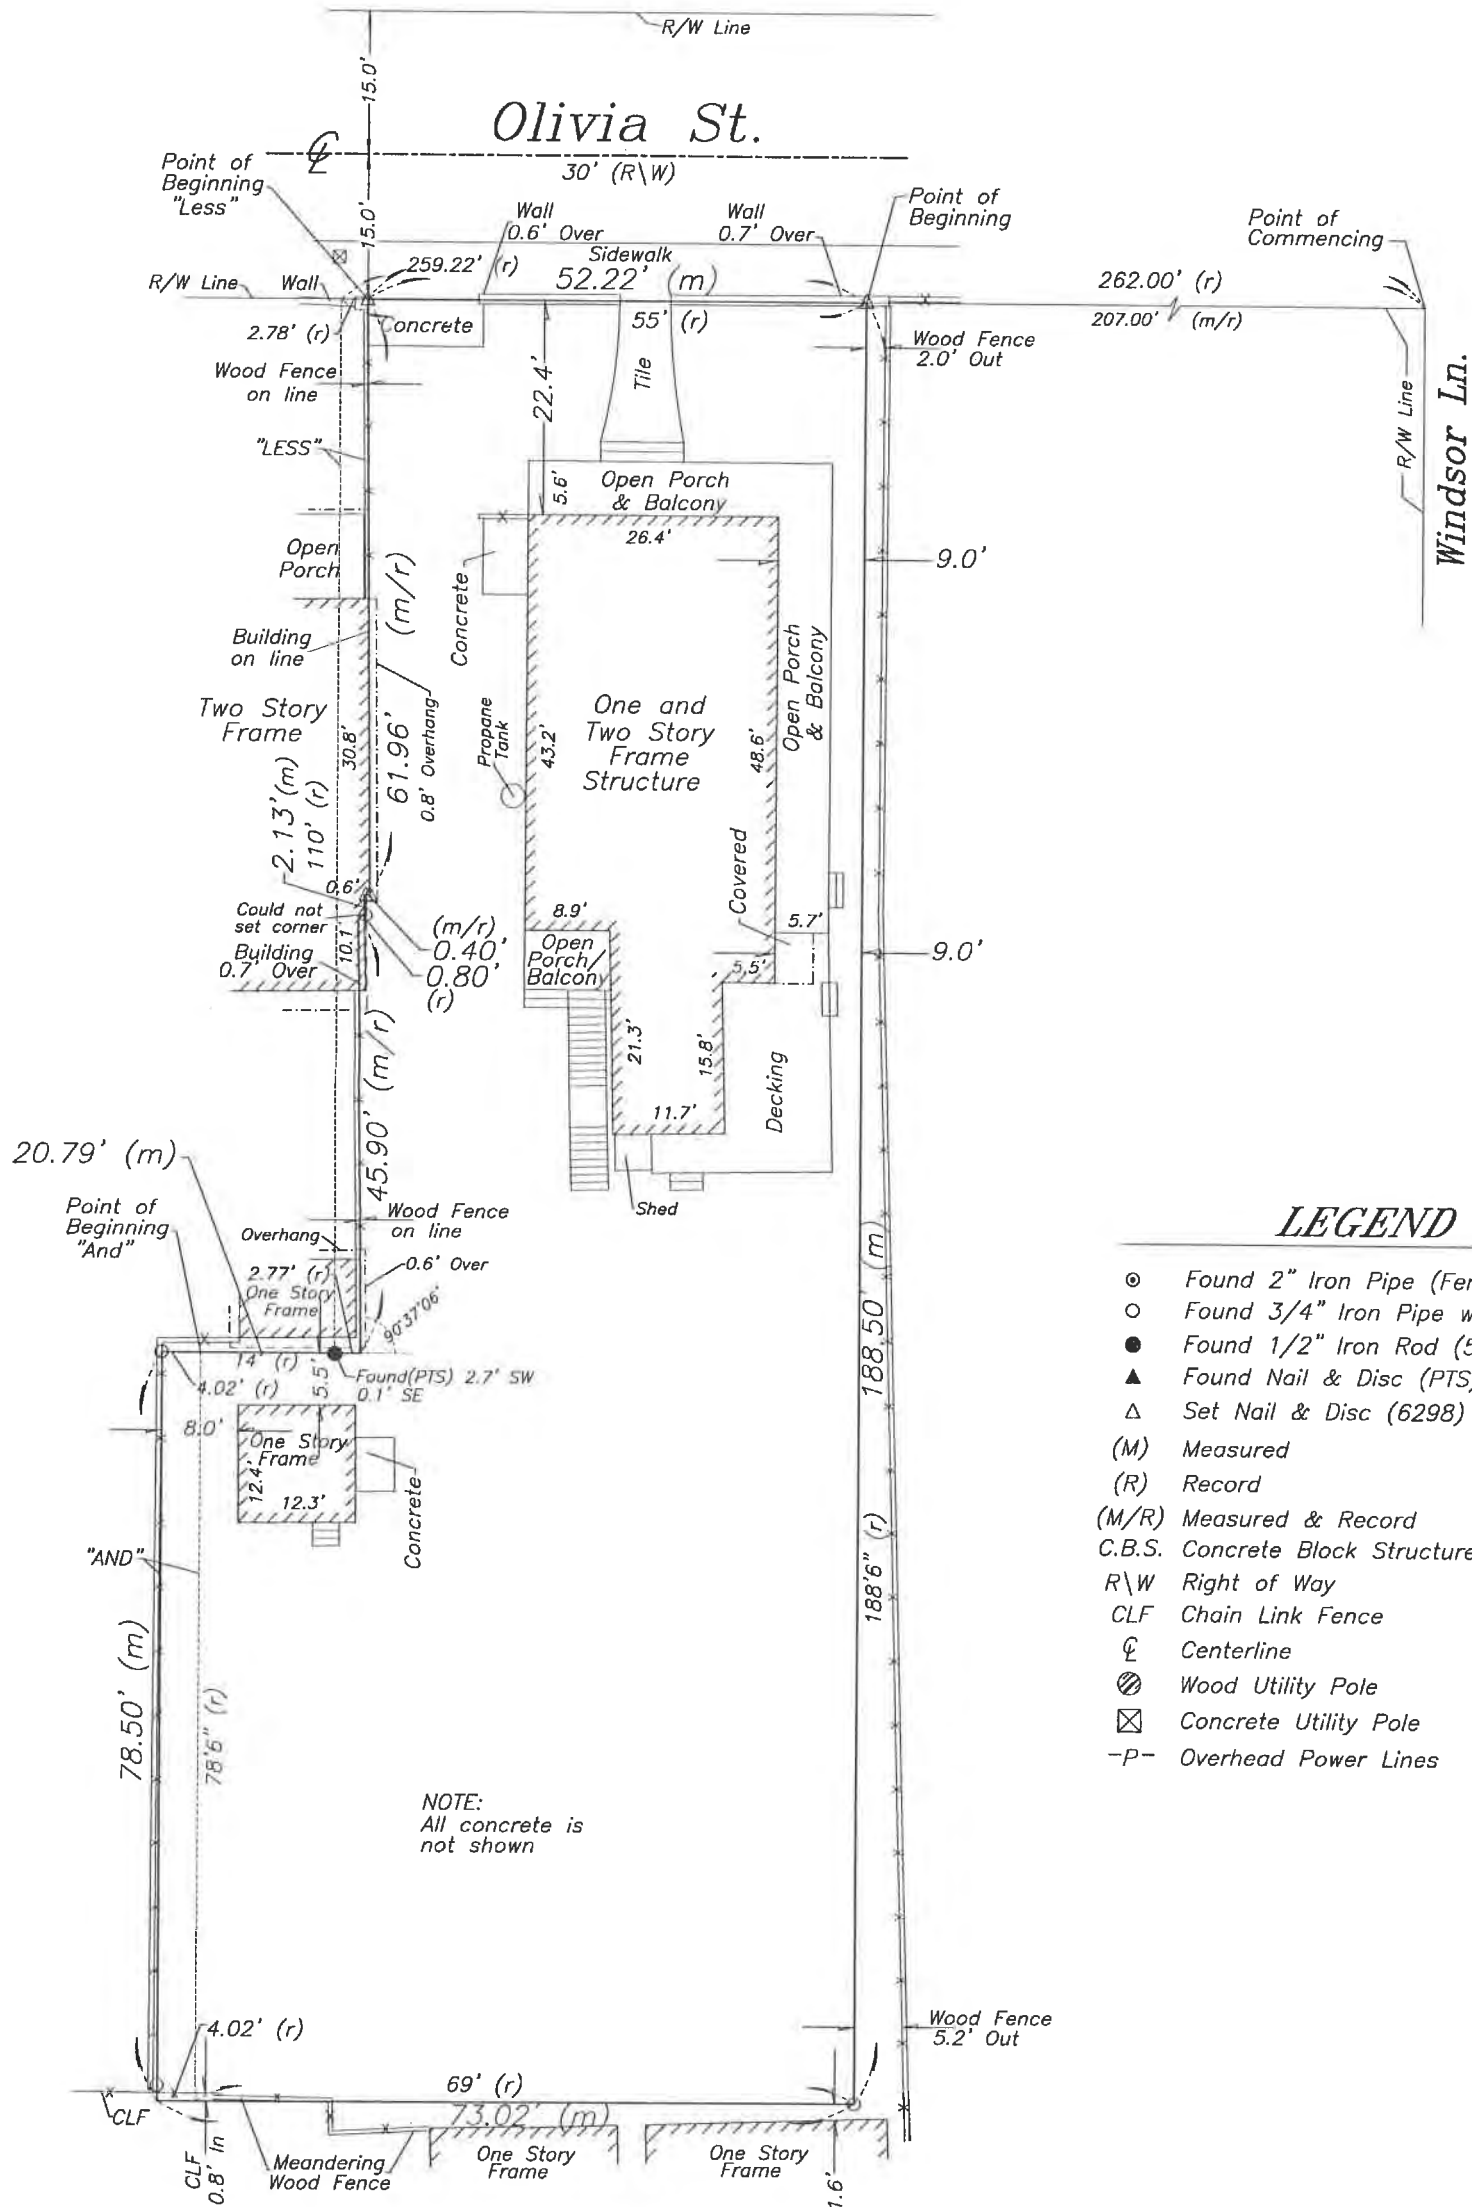 R/W Line
15.0'
Olivia St.
℄
30' (R\W)
Point of
Beginning
"Less"
15.0'
Wall
0.6' Over
Wall
0.7' Over
Point of
Beginning
Point of
Commencing
Sidewalk
R/W Line
Wall
259.22' (r)
52.22' (m)
262.00' (r)
2.78' (r)
Concrete
55' (r)
207.00' (m/r)
Wood Fence
2.0' Out
Wood Fence
on line
22.4'
Tile
R/W Line
Windsor Ln.
"LESS"
5.6'
Open Porch
& Balcony
26.4'
Open
Porch
Concrete
9.0'
(m/r)
61.96'
0.8' Overhang
Building
on line
Two Story
Frame
30.8'
Propane
Tank
43.2'
One and
Two Story
Frame
Structure
48.6'
Open Porch
& Balcony
2.13'(m)
110' (r)
0.6'
Covered
Could not
set corner
10.1'
Building
0.7' Over
(m/r)
0.40'
0.80'
(r)
8.9'
Open
Porch/
Balcony
5.7'
5.5'
9.0'
45.90' (m/r)
21.3'
15.8'
Decking
11.7'
20.79' (m)
Shed
Point of
Beginning
"And"
Wood Fence
on line
Overhang
0.6' Over
2.77' (r)
One Story
Frame
90°37'06"
14' (r)
5.5'
Found(PTS) 2.7' SW
0.1' SE
4.02' (r)
8.0'
One Story
Frame
12.4'
12.3'
Concrete
188.50' (m)
188'6" (r)
"AND"
78.50' (m)
78'6" (r)
NOTE:
All concrete is
not shown
LEGEND
Found 2" Iron Pipe (Fen
Found 3/4" Iron Pipe w
Found 1/2" Iron Rod (5
Found Nail & Disc (PTS)
Set Nail & Disc (6298)
(M) Measured
(R) Record
(M/R) Measured & Record
C.B.S. Concrete Block Structure
R\W Right of Way
CLF Chain Link Fence
℄ Centerline
Wood Utility Pole
Concrete Utility Pole
-P- Overhead Power Lines
Wood Fence
5.2' Out
4.02' (r)
69' (r)
73.02' (m)
CLF
CLF
0.8' In
Meandering
Wood Fence
One Story
Frame
One Story
Frame
1.6'